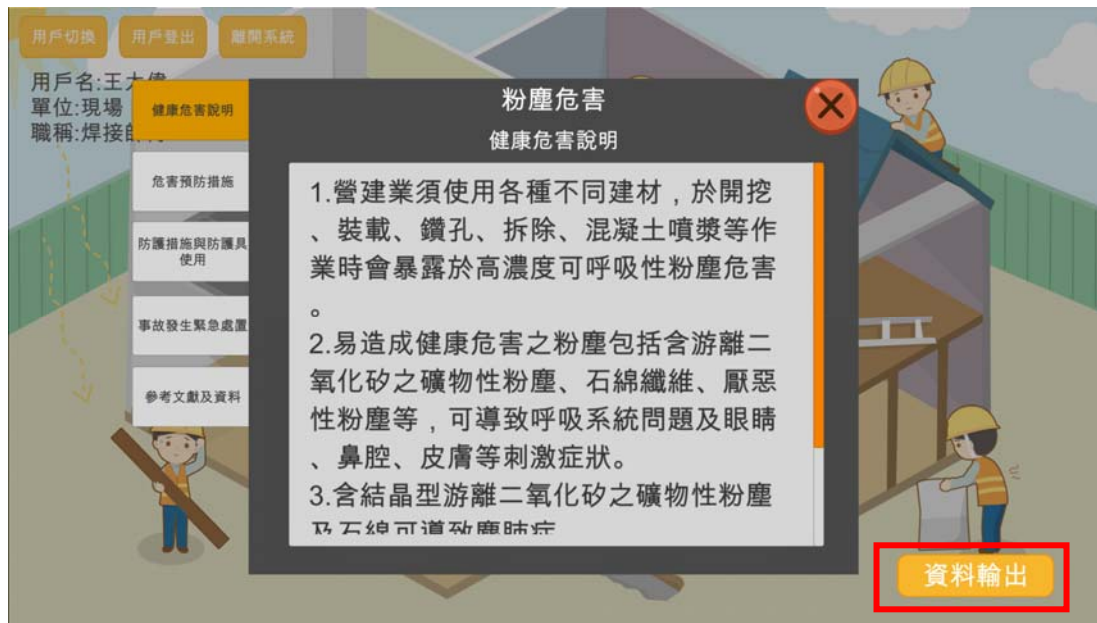 用戶切換
用戶登出
離開系統
用戶名:王大偉
單位:現場
職稱:焊接
健康危害說明
危害預防措施
防護措施與防護具
使用
事故發生緊急處置
參考文獻及資料
粉塵危害
健康危害說明
1.營建業須使用各種不同建材，於開挖
、裝載、鑽孔、拆除、混凝土噴漿等作
業時會暴露於高濃度可呼吸性粉塵危害
。
2.易造成健康危害之粉塵包括含游離二
氧化矽之礦物性粉塵、石綿纖維、厭惡
性粉塵等，可導致呼吸系統問題及眼睛
、鼻腔、皮膚等刺激症狀。
3.含結晶型游離二氧化矽之礦物性粉塵
及石綿可導致塵肺症
資料輸出